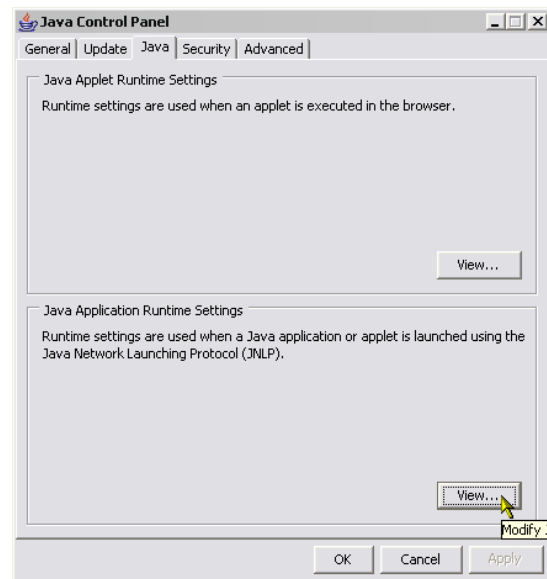 Java Control Panel
General Update Java Security Advanced
Java Applet Runtime Settings
Runtime settings are used when an applet is executed in the browser.
View...
Java Application Runtime Settings
Runtime settings are used when a Java application or applet is launched using the
Java Network Launching Protocol (JNLP).
View...
Modify
OK Cancel Apply